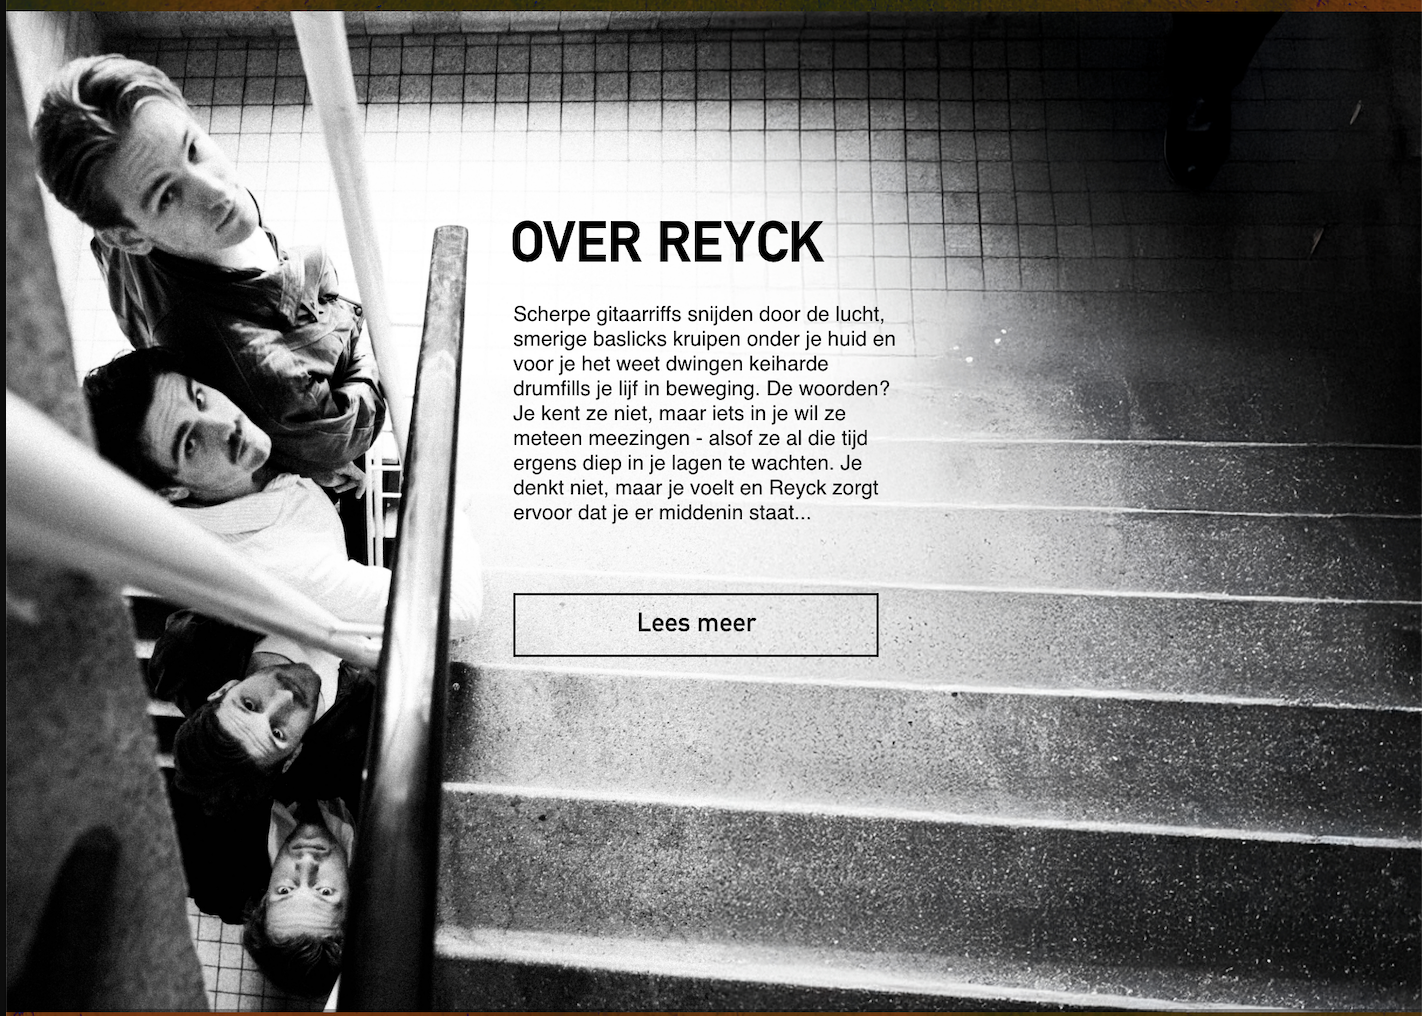 OVER REYCK
Scherpe gitaarriffs snijden door de lucht,
smerige baslicks kruipen onder je huid en
voor je het weet dwingen keiharde
drumfills je lijf in beweging. De woorden?
Je kent ze niet, maar iets in je wil ze
meteen meezingen - alsof ze al die tijd
ergens diep in je lagen te wachten. Je
denkt niet, maar je voelt en Reyck zorgt
ervoor dat je er middenin staat...
Lees meer